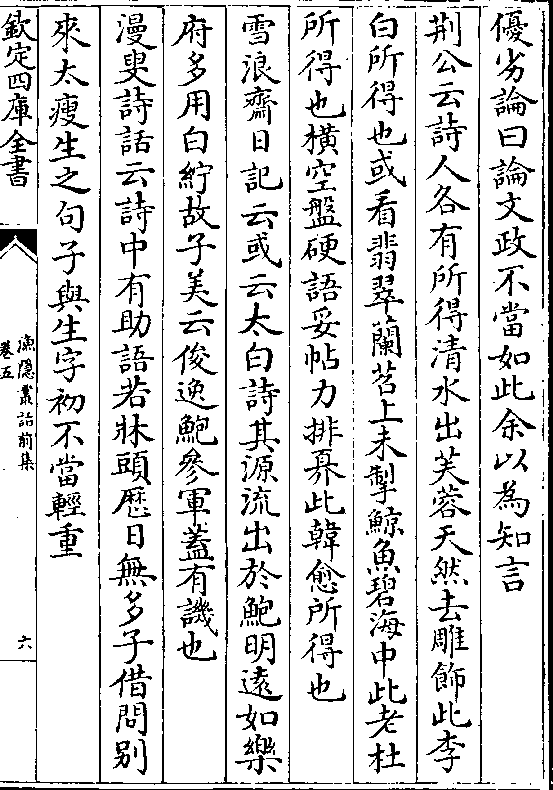 優劣論曰論文政不當如此余以為知言
荆公云詩人各有所得清水出芙蓉天然去雕飾此李
白所得也或看翡翠蘭苕上未掣鯨魚碧海中此老杜
所得也橫空盤硬語妥帖力排奡此韓愈所得也
雪浪齋日記云或云太白詩其源流出於鮑明遠如樂
府多用白紵故子美云俊逸鮑參軍蓋有譏也
漫叟詩話云詩中有助語若牀頭厯日無多子借問别
來太瘦生之句子與生字初不當輕重
欽定四庫全書
漁隠叢話前集
卷五
六